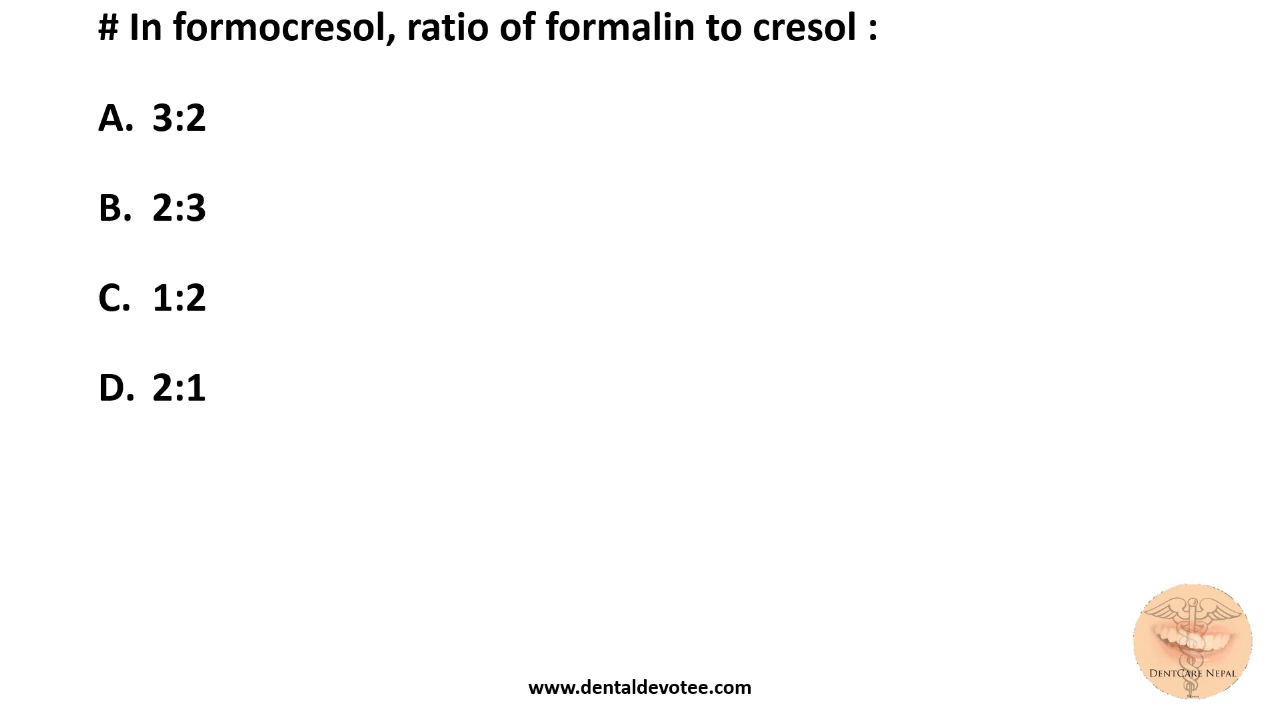 # In formocresol, ratio of formalin to cresol :
A. 3:2
B. 2:3
C. 1:2
D. 2:1
DENTCARE NEPAL
www.dentaldevotee.com